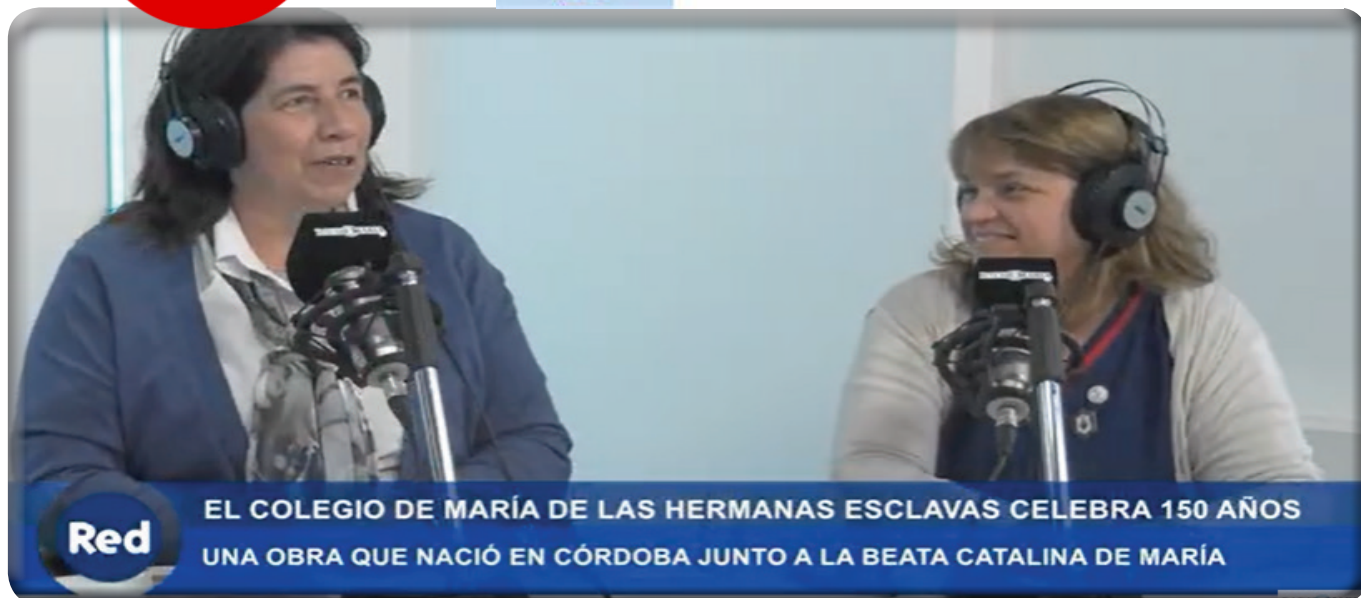 Red
EL COLEGIO DE MARÍA DE LAS HERMANAS ESCLAVAS CELEBRA 150 AÑOS
UNA OBRA QUE NACIÓ EN CÓRDOBA JUNTO A LA BEATA CATALINA DE MARÍA